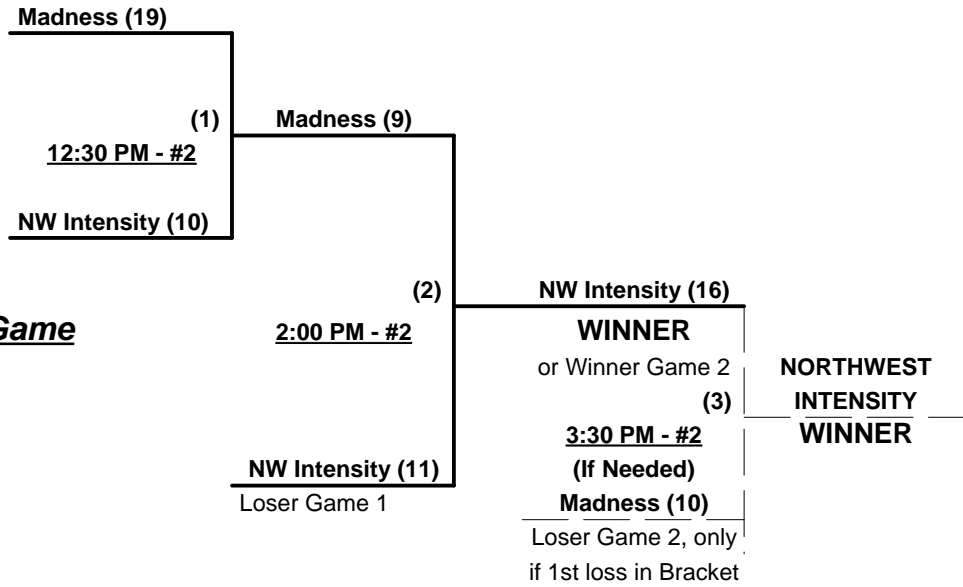 Madness (19)
(1)
Madness (9)
12:30 PM - #2
NW Intensity (10)
(2)
NW Intensity (16)
Game
2:00 PM - #2
WINNER
or Winner Game 2
NORTHWEST
(3)
INTENSITY
3:30 PM - #2
WINNER
NW Intensity (11)
(If Needed)
Loser Game 1
Madness (10)
Loser Game 2, only
if 1st loss in Bracket